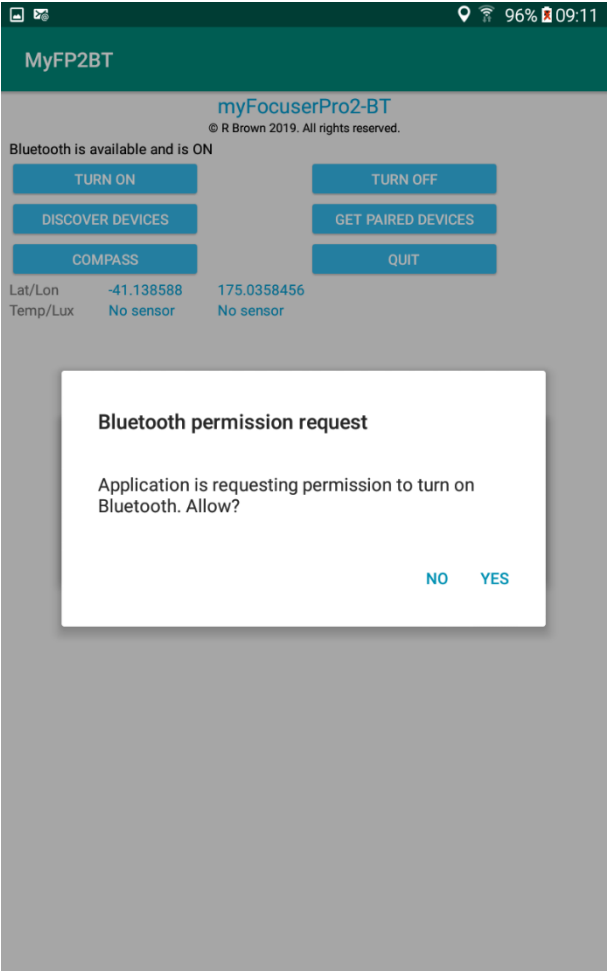 96% 09:11
MyFP2BT
myFocuserPro2-BT
© R Brown 2019. All rights reserved.
Bluetooth is available and is ON
TURN ON TURN OFF
DISCOVER DEVICES GET PAIRED DEVICES
COMPASS QUIT
Lat/Lon -41.138588 175.0358456
Temp/Lux No sensor No sensor
Bluetooth permission request
Application is requesting permission to turn on
Bluetooth. Allow?
NO YES